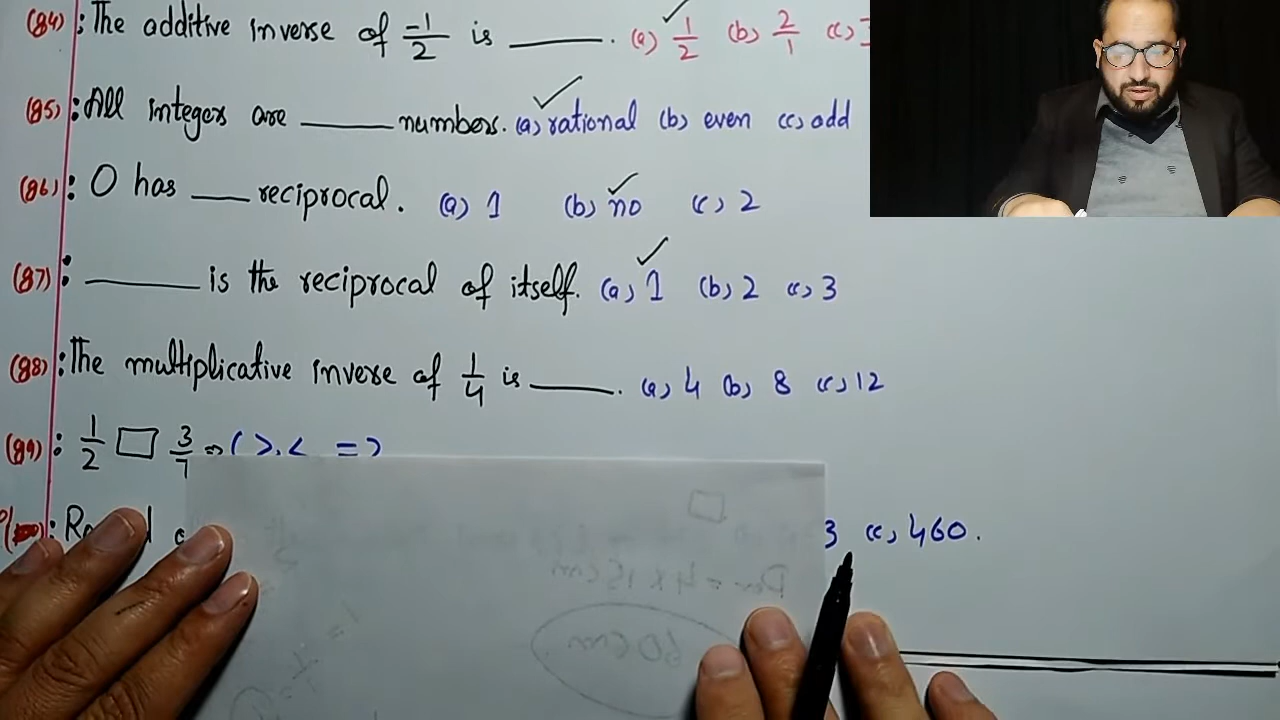 (84): The additive inverse of -1/2 is ______. (a) 1/2 (b) 2/1 (c)
(85): All integers are ______ numbers. (a) rational (b) even (c) odd
(86): 0 has ____ reciprocal. (a) 1 (b) no (c) 2
(87): ______ is the reciprocal of itself. (a) 1 (b) 2 (c) 3
(88): The multiplicative inverse of 1/4 is ______. (a) 4 (b) 8 (c) 12
(89): 1/2 □ 3/7 ⇒ (>, < =)
3 (c) 460.